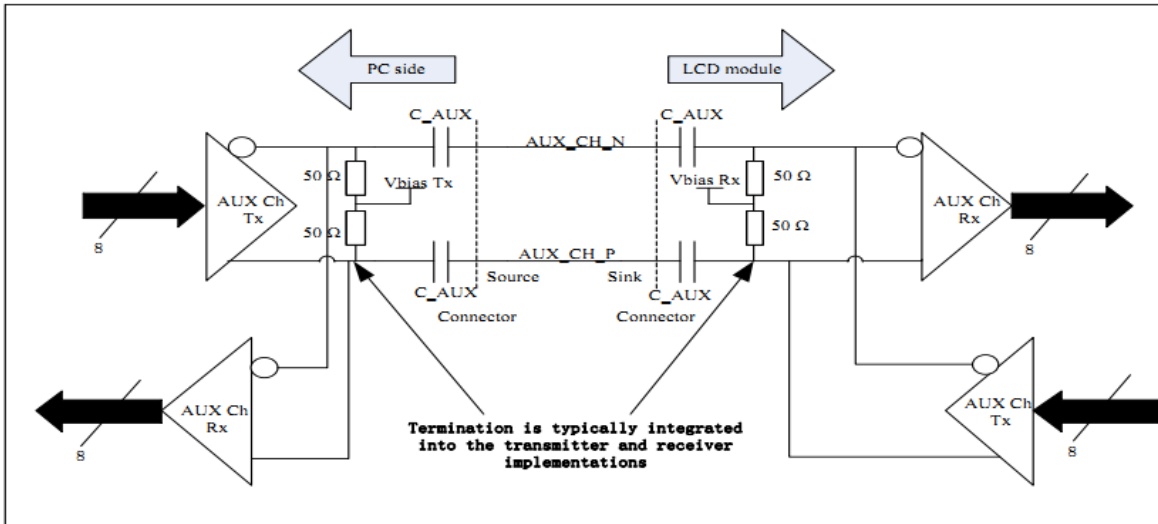 PC side
LCD module
C_AUX
C_AUX
AUX_CH_N
50 Ω
Vbias Tx
Vbias Rx
50 Ω
AUX Ch
Tx
AUX Ch
Rx
50 Ω
50 Ω
8
8
AUX_CH_P
Source
Sink
C_AUX
C_AUX
Connector
Connector
AUX Ch
Rx
AUX Ch
Tx
8
8
Termination is typically integrated
into the transmitter and receiver
implementations